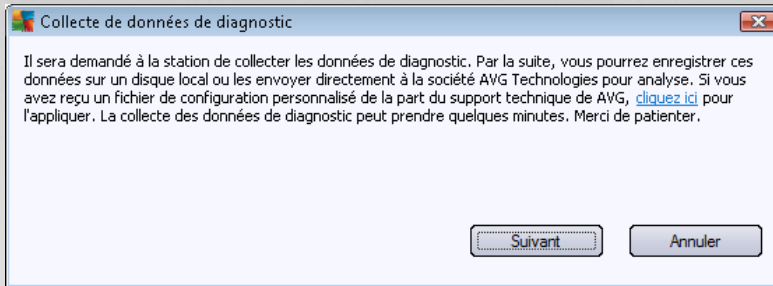 Collecte de données de diagnostic
Il sera demandé à la station de collecter les données de diagnostic. Par la suite, vous pourrez enregistrer ces
données sur un disque local ou les envoyer directement à la société AVG Technologies pour analyse. Si vous
avez reçu un fichier de configuration personnalisé de la part du support technique de AVG, cliquez ici pour
l'appliquer. La collecte des données de diagnostic peut prendre quelques minutes. Merci de patienter.
Suivant Annuler